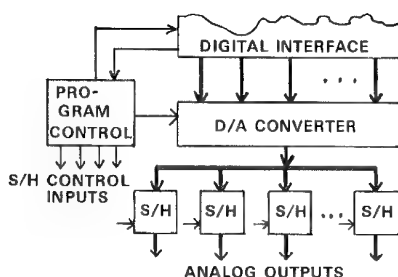 DIGITAL INTERFACE
PRO-
GRAM
CONTROL
D/A CONVERTER
S/H CONTROL
INPUTS
S/H S/H S/H ... S/H
ANALOG OUTPUTS